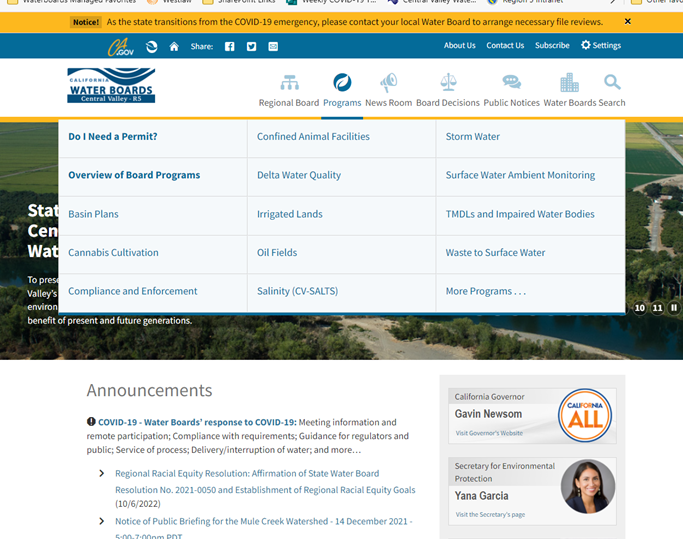 Waterboards Managed Favorites Westlaw SharePoint Links Weekly COVID-19 T... Central Valley Wate... Region 5 Intranet Other favo
Notice! As the state transitions from the COVID-19 emergency, please contact your local Water Board to arrange necessary file reviews. ×
CA.GOV Share: About Us Contact Us Subscribe Settings
CALIFORNIA
WATER BOARDS
Central Valley - R5
Regional Board Programs News Room Board Decisions Public Notices Water Boards Search
Do I Need a Permit? Confined Animal Facilities Storm Water
Overview of Board Programs Delta Water Quality Surface Water Ambient Monitoring
Basin Plans Irrigated Lands TMDLs and Impaired Water Bodies
Cannabis Cultivation Oil Fields Waste to Surface Water
Compliance and Enforcement Salinity (CV-SALTS) More Programs . . .
Stat
Cen
Wat
To prese
Valley's
environ
benefit of present and future generations.
10 11
Announcements
COVID-19 - Water Boards' response to COVID-19: Meeting information and
remote participation; Compliance with requirements; Guidance for regulators and
public; Service of process; Delivery/interruption of water; and more…
Regional Racial Equity Resolution: Affirmation of State Water Board
Resolution No. 2021-0050 and Establishment of Regional Racial Equity Goals
(10/6/2022)
Notice of Public Briefing for the Mule Creek Watershed - 14 December 2021 -
5:00-7:00pm PDT
California Governor
Gavin Newsom
Visit Governor's Website
CALIFORNIA
ALL
Secretary for Environmental
Protection
Yana Garcia
Visit the Secretary's page